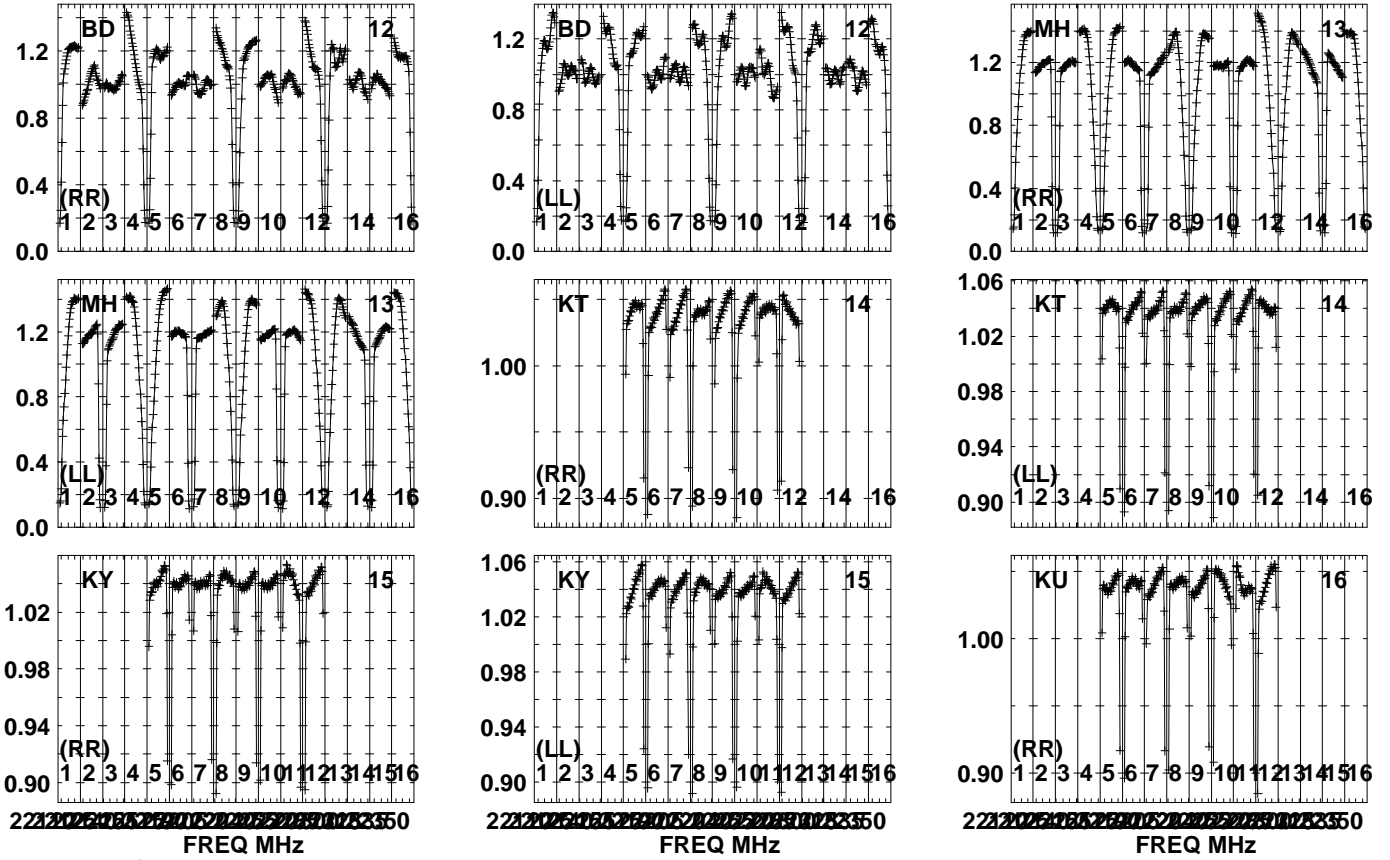 BD 12
1.2
0.8
0.4
0.0
(RR)
1 2 3 4 5 6 7 8 9 10 12 14 16
BD 12
1.2
0.8
0.4
0.0
(LL)
1 2 3 4 5 6 7 8 9 10 12 14 16
MH 13
1.2
0.8
0.4
0.0
(RR)
1 2 3 4 5 6 7 8 9 10 12 14 16
MH 13
1.2
0.8
0.4
0.0
(LL)
1 2 3 4 5 6 7 8 9 10 12 14 16
KT 14
1.00
0.90
(RR)
1 2 3 4 5 6 7 8 9 10 12 14 16
1.06
KT 14
1.02
0.98
0.94
0.90
(LL)
1 2 3 4 5 6 7 8 9 10 12 14 16
KY 15
1.02
0.98
0.94
0.90
(RR)
1 2 3 4 5 6 7 8 9 10 11 12 13 14 15 16
FREQ MHz
1.06
KY 15
1.02
0.98
0.94
0.90
(LL)
1 2 3 4 5 6 7 8 9 10 11 12 13 14 15 16
FREQ MHz
KU 16
1.00
0.90
(RR)
1 2 3 4 5 6 7 8 9 10 11 12 13 14 15 16
FREQ MHz